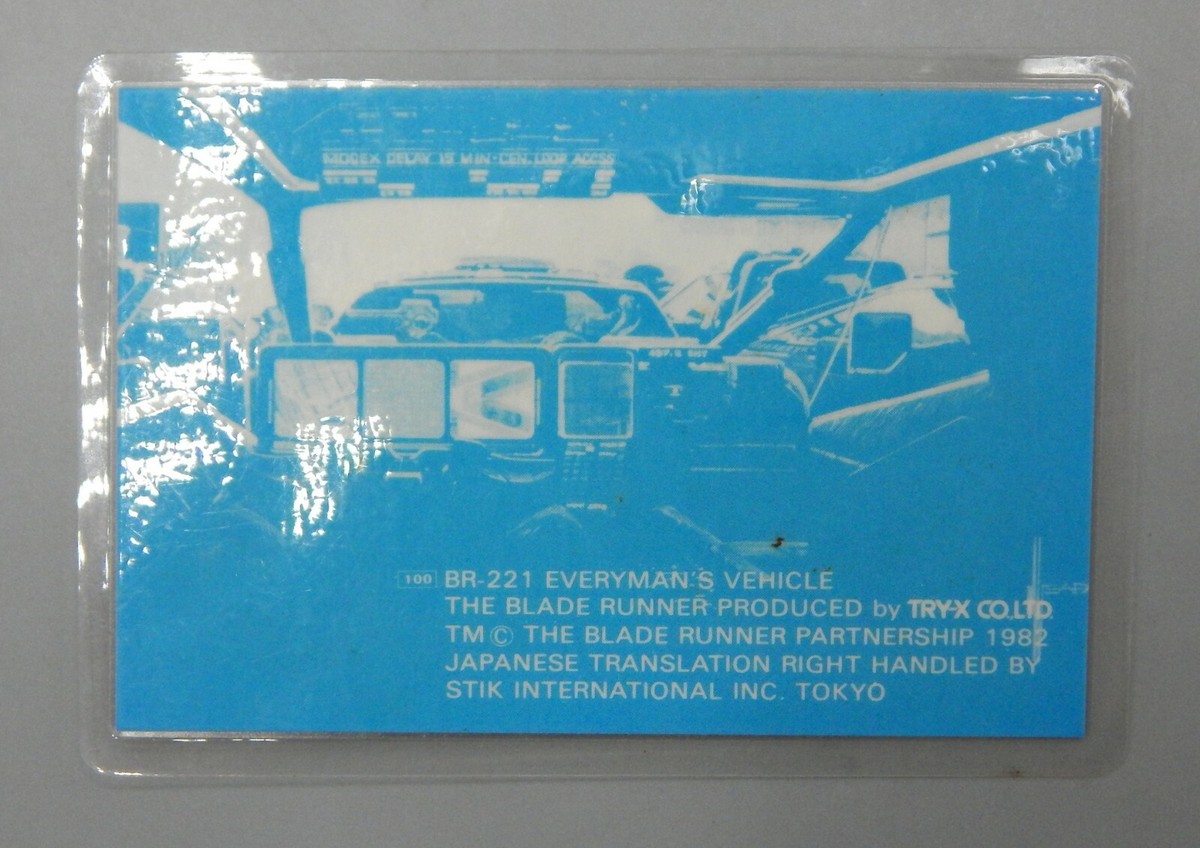 MODEX DELAY 15 MIN·CEN. LOOP ACCSS
100 BR-221 EVERYMAN'S VEHICLE
THE BLADE RUNNER PRODUCED by TRY-X CO.,LTD.
TM © THE BLADE RUNNER PARTNERSHIP 1982
JAPANESE TRANSLATION RIGHT HANDLED BY
STIK INTERNATIONAL INC. TOKYO